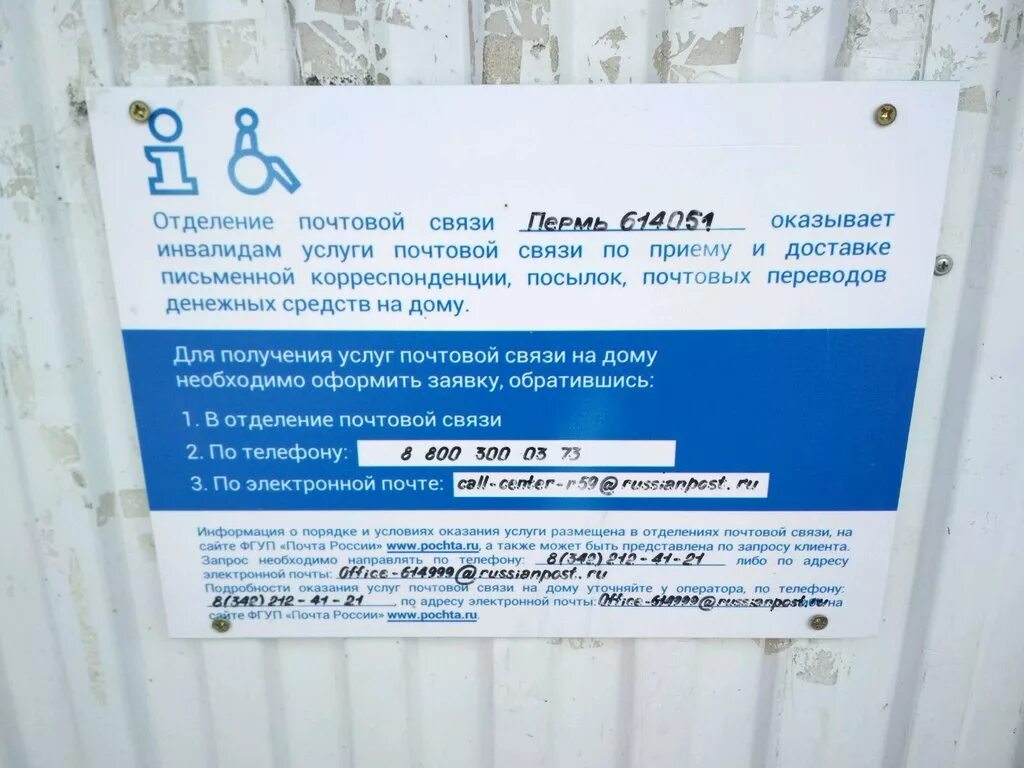 Отделение почтовой связи Пермь 614051 оказывает
инвалидам услуги почтовой связи по приему и доставке
письменной корреспонденции, посылок, почтовых переводов
денежных средств на дому.
Для получения услуг почтовой связи на дому
необходимо оформить заявку, обратившись:
1. В отделение почтовой связи
2. По телефону: 8 800 300 03 73
3. По электронной почте: call-center-r59@russianpost.ru
Информация о порядке и условиях оказания услуги размещена в отделениях почтовой связи, на
сайте ФГУП «Почта России» www.pochta.ru, а также может быть представлена по запросу клиента.
Запрос необходимо направлять по телефону: 8(342)212-41-21 либо по адресу
электронной почты: Office-614999@russianpost.ru
Подробности оказания услуг почтовой связи на дому уточняйте у оператора, по телефону:
8(342)212-41-21, по адресу электронной почты: Office-614999@russianpost.ru на
сайте ФГУП «Почта России» www.pochta.ru.